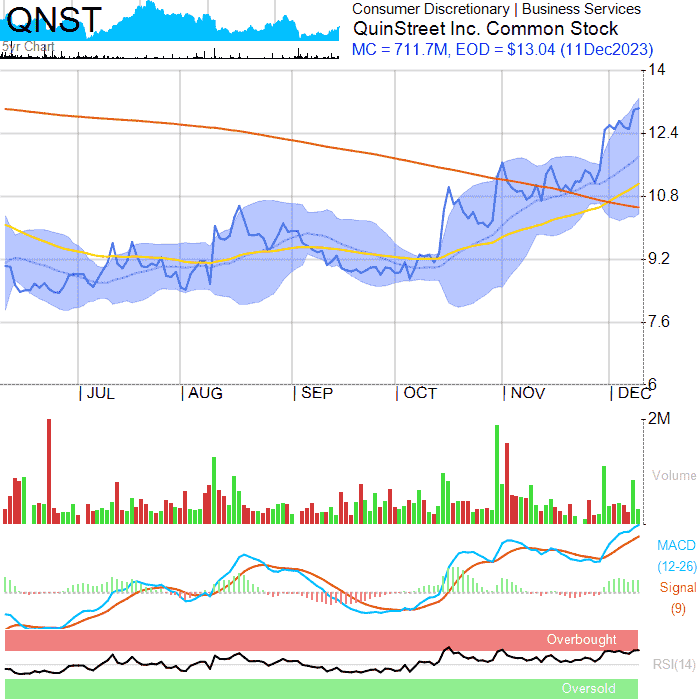 QNST
5yr Chart
Consumer Discretionary | Business Services
QuinStreet Inc. Common Stock
MC = 711.7M, EOD = $13.04 (11Dec2023)
14
12.4
10.8
9.2
7.6
6
JUL AUG SEP OCT NOV DEC
2M
Volume
MACD
(12-26)
Signal
(9)
Overbought
RSI(14)
Oversold